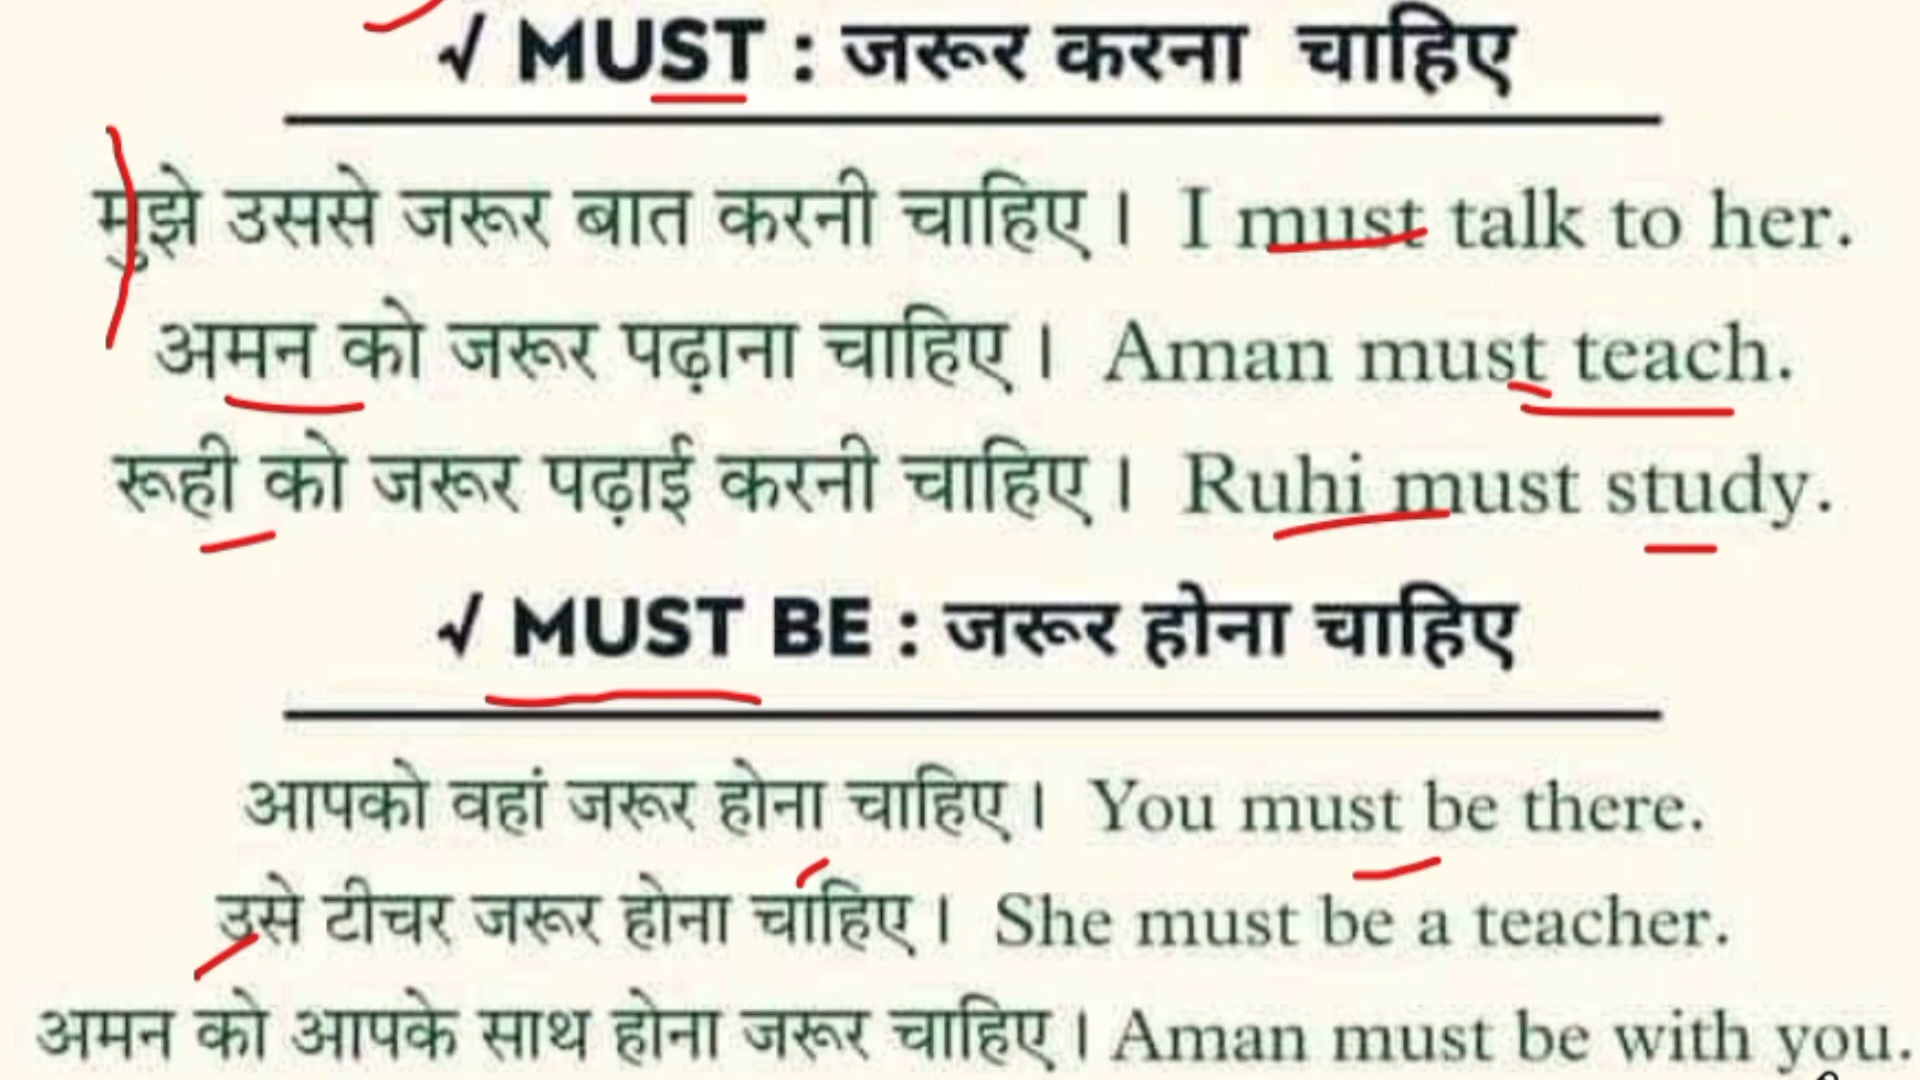 √ MUST : जरूर करना चाहिए
मुझे उससे जरूर बात करनी चाहिए । I must talk to her.
अमन को जरूर पढ़ाना चाहिए । Aman must teach.
रूही को जरूर पढ़ाई करनी चाहिए । Ruhi must study.
√ MUST BE : जरूर होना चाहिए
आपको वहां जरूर होना चाहिए । You must be there.
उसे टीचर जरूर होना चाहिए । She must be a teacher.
अमन को आपके साथ होना जरूर चाहिए । Aman must be with you.